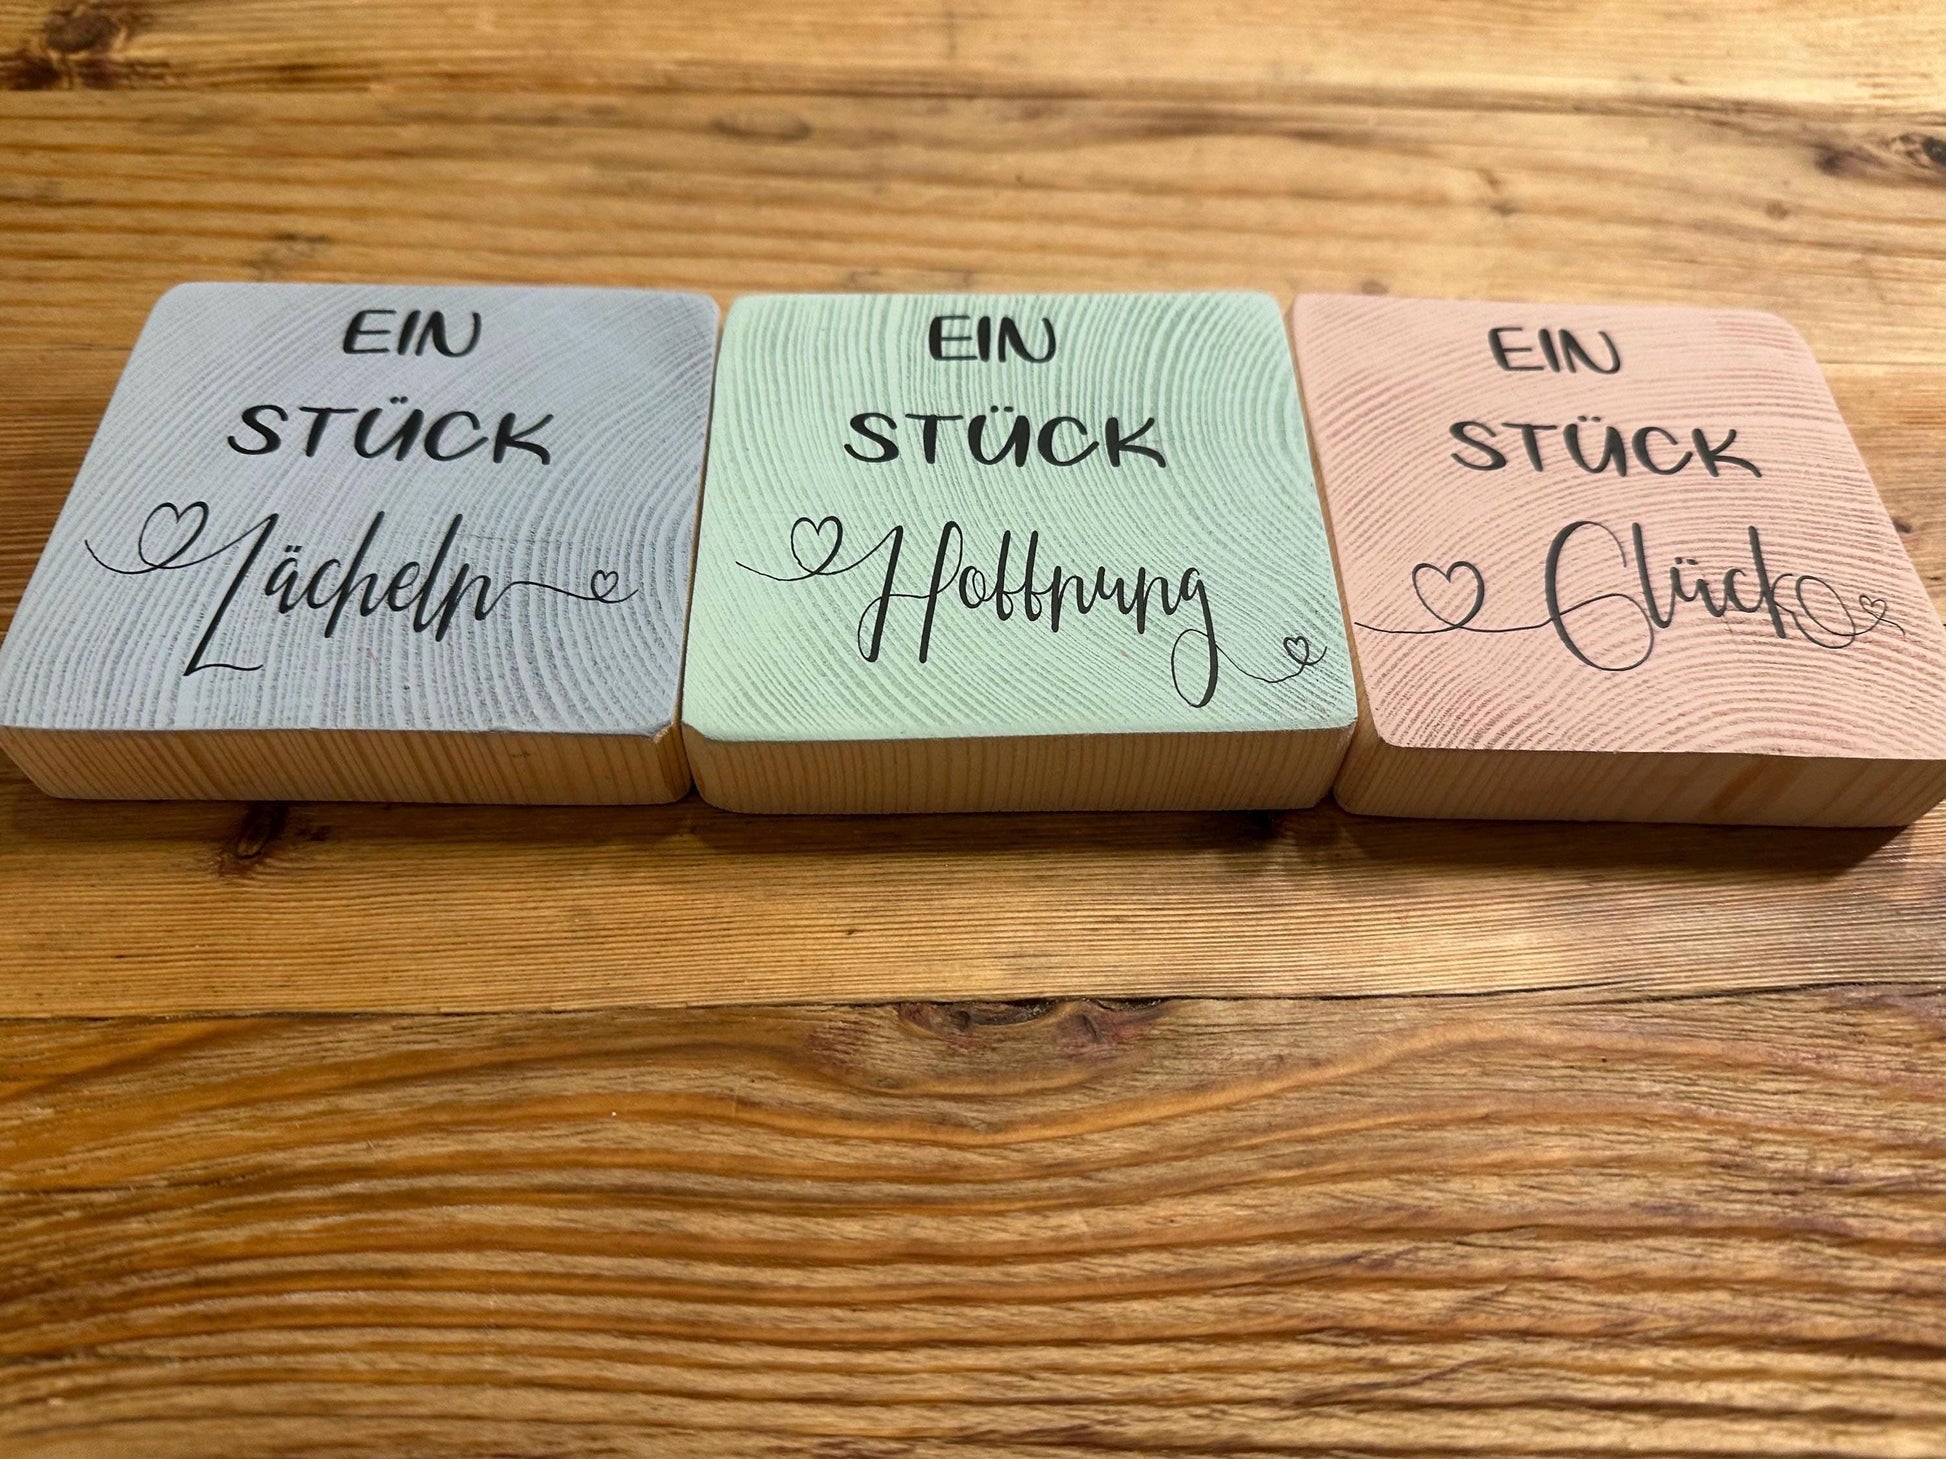 EIN
STÜCK
Lächeln
EIN
STÜCK
Hoffnung
EIN
STÜCK
Glück